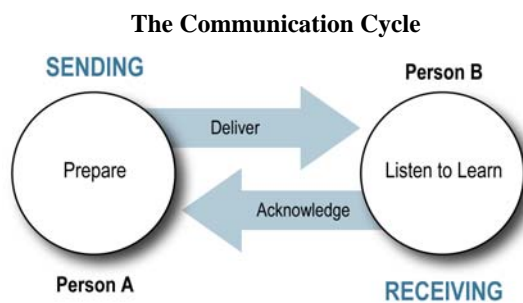 The Communication Cycle
SENDING
Person B
Deliver
Prepare
Listen to Learn
Acknowledge
Person A
RECEIVING